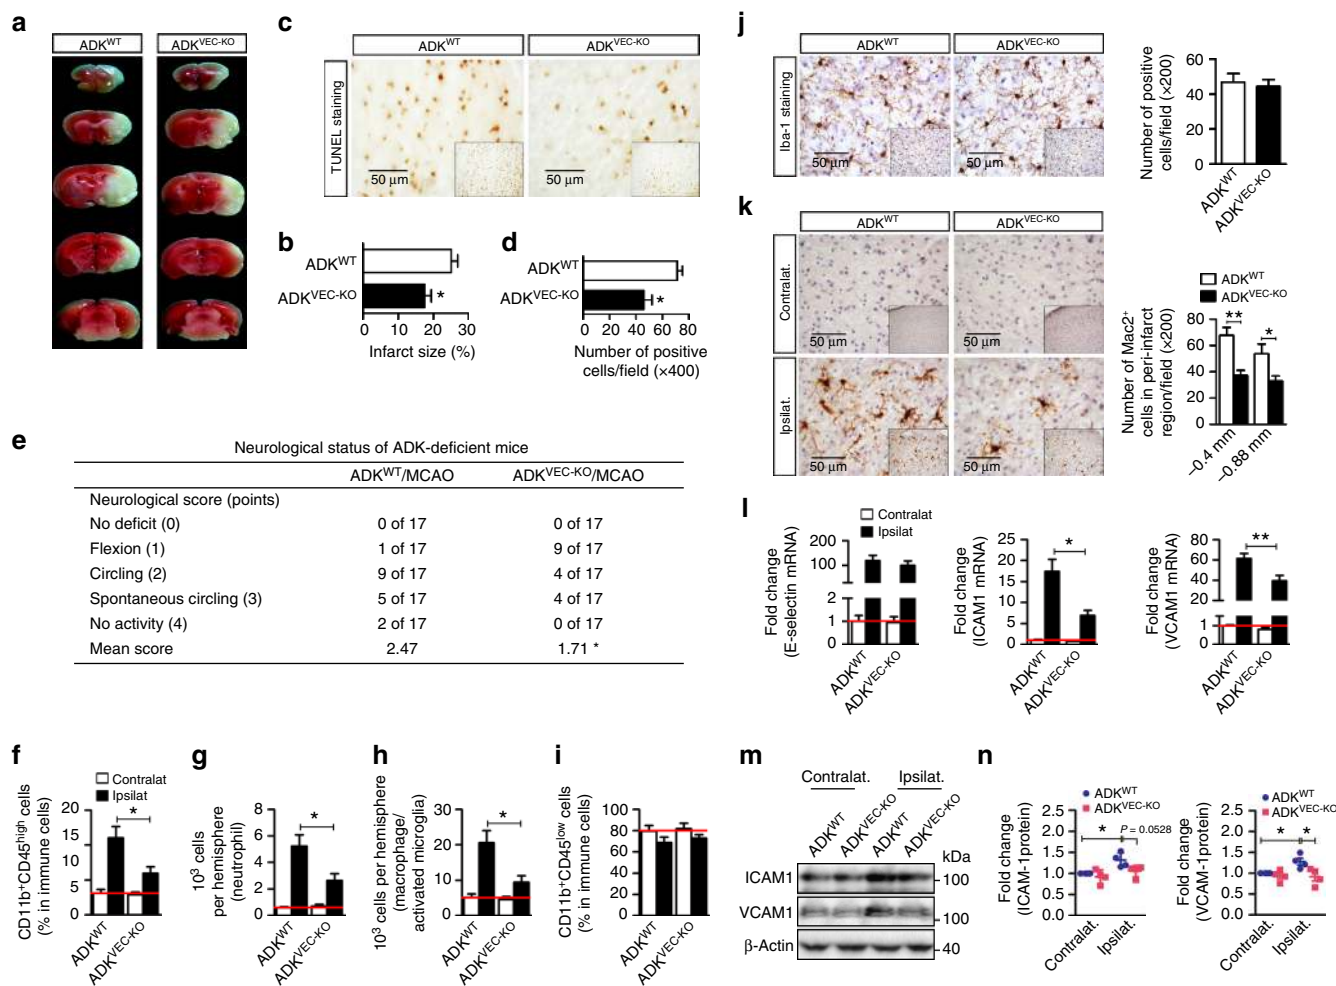 a
ADKWT
ADKVEC-KO
c
ADKWT
ADKVEC-KO
TUNEL staining
50 μm
50 μm
b
ADKWT
ADKVEC-KO
*
0 10 20 30
Infarct size (%)
d
ADKWT
ADKVEC-KO
*
0 20 40 60 80
Number of positive
cells/field (×400)
e
Neurological status of ADK-deficient mice
ADKWT/MCAO ADKVEC-KO/MCAO
Neurological score (points)
No deficit (0) 0 of 17 0 of 17
Flexion (1) 1 of 17 9 of 17
Circling (2) 9 of 17 4 of 17
Spontaneous circling (3) 5 of 17 4 of 17
No activity (4) 2 of 17 0 of 17
Mean score 2.47 1.71 *
f
Contralat
Ipsilat
CD11b+CD45high cells
(% in immune cells)
20
15
10
5
0
*
ADKWT
ADKVEC-KO
g
10³ cells
per hemisphere
(neutrophil)
8
6
4
2
0
*
ADKWT
ADKVEC-KO
h
10³ cells per hemisphere
(macrophage/
activated microglia)
30
20
10
0
*
ADKWT
ADKVEC-KO
i
CD11b+CD45low cells
(% in immune cells)
100
80
60
40
20
0
ADKWT
ADKVEC-KO
j
ADKWT
ADKVEC-KO
Iba-1 staining
50 μm
50 μm
Number of positive
cells/field (×200)
60
40
20
0
ADKWT
ADKVEC-KO
k
ADKWT
ADKVEC-KO
Contralat.
50 μm
50 μm
Ipsilat.
50 μm
50 μm
ADKWT
ADKVEC-KO
Number of Mac2+
cells in peri-infarct
region/field (×200)
80
60
40
20
0
**
*
−0.4 mm
−0.88 mm
l
Contralat
Ipsilat
Fold change
(E-selectin mRNA)
200
100
2
1
0
ADKWT
ADKVEC-KO
Fold change
(ICAM1 mRNA)
25
20
15
10
5
0
*
ADKWT
ADKVEC-KO
Fold change
(VCAM1 mRNA)
80
60
40
20
1
0
**
ADKWT
ADKVEC-KO
m
Contralat. Ipsilat.
ADKWT
ADKVEC-KO
ADKWT
ADKVEC-KO
kDa
ICAM1 100
VCAM1 100
β-Actin 40
n
ADKWT
ADKVEC-KO
Fold change
(ICAM-1protein)
2.5
2.0
1.5
1.0
0.5
0.0
*
P = 0.0528
Contralat.
Ipsilat.
ADKWT
ADKVEC-KO
Fold change
(VCAM-1protein)
2.5
2.0
1.5
1.0
0.5
0.0
*
*
Contralat.
Ipsilat.